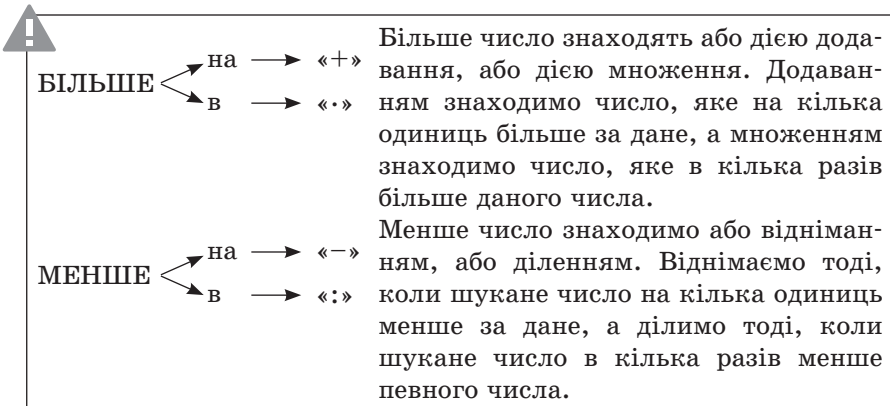 БІЛЬШЕ
на «+»
в «·»
Більше число знаходять або дією дода-
вання, або дією множення. Додаван-
ням знаходимо число, яке на кілька
одиниць більше за дане, а множенням
знаходимо число, яке в кілька разів
більше даного числа.
МЕНШЕ
на «−»
в «:»
Менше число знаходимо або відніман-
ням, або діленням. Віднімаємо тоді,
коли шукане число на кілька одиниць
менше за дане, а ділимо тоді, коли
шукане число в кілька разів менше
певного числа.